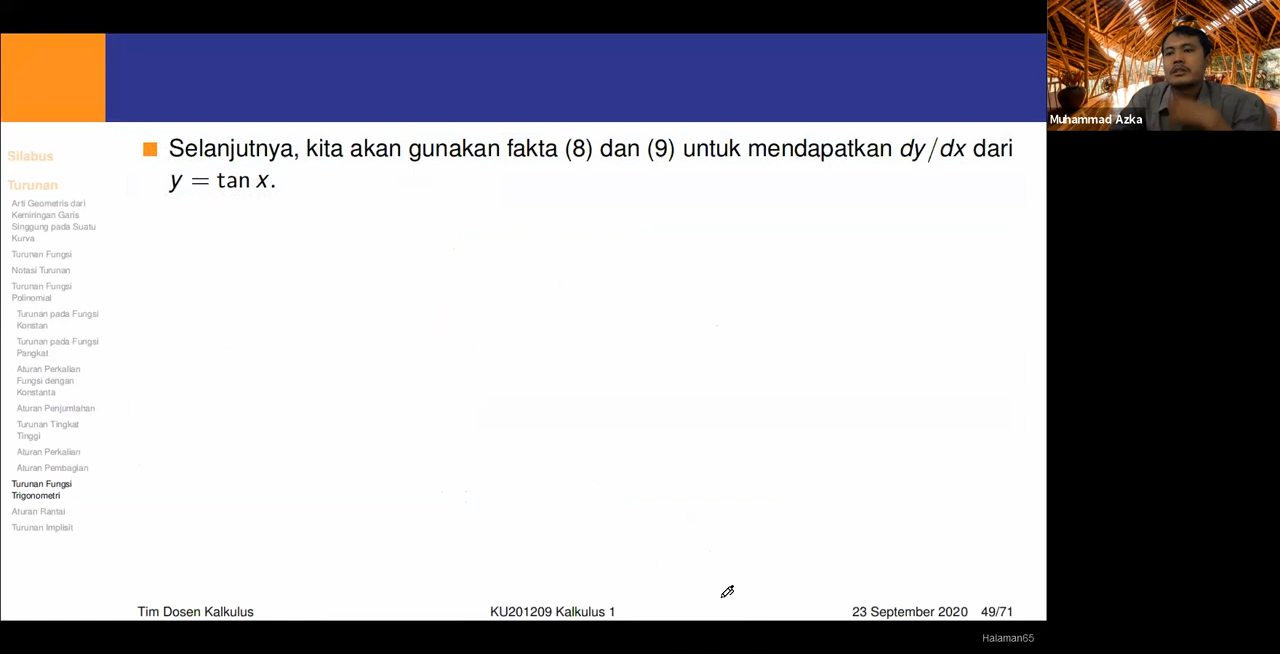 Muhammad Azka
Selanjutnya, kita akan gunakan fakta (8) dan (9) untuk mendapatkan dy/dx dari
y = tan x.
Silabus
Turunan
Arti Geometris dari
Kemiringan Garis
Singgung pada Suatu
Kurva
Turunan Fungsi
Notasi Turunan
Turunan Fungsi
Polinomial
Turunan pada Fungsi
Konstan
Turunan pada Fungsi
Pangkat
Aturan Perkalian
Fungsi dengan
Konstanta
Aturan Penjumlahan
Turunan Tingkat
Tinggi
Aturan Perkalian
Aturan Pembagian
Turunan Fungsi
Trigonometri
Aturan Rantai
Turunan Implisit
Tim Dosen Kalkulus KU201209 Kalkulus 1 23 September 2020 49/71
Halaman65